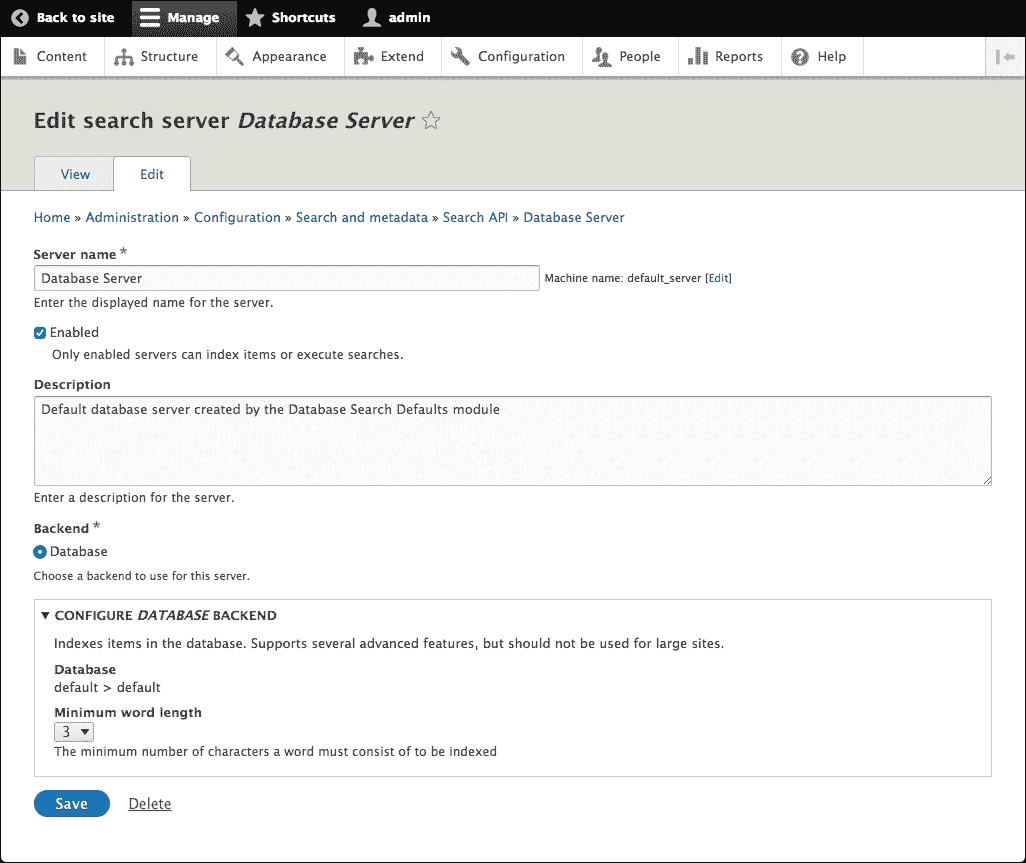 Back to site Manage Shortcuts admin
Content Structure Appearance Extend Configuration People Reports Help
Edit search server Database Server
View Edit
Home » Administration » Configuration » Search and metadata » Search API » Database Server
Server name *
Database Server Machine name: default_server [Edit]
Enter the displayed name for the server.
Enabled
Only enabled servers can index items or execute searches.
Description
Default database server created by the Database Search Defaults module
Enter a description for the server.
Backend *
Database
Choose a backend to use for this server.
▼ CONFIGURE DATABASE BACKEND
Indexes items in the database. Supports several advanced features, but should not be used for large sites.
Database
default > default
Minimum word length
3 ▼
The minimum number of characters a word must consist of to be indexed
Save Delete